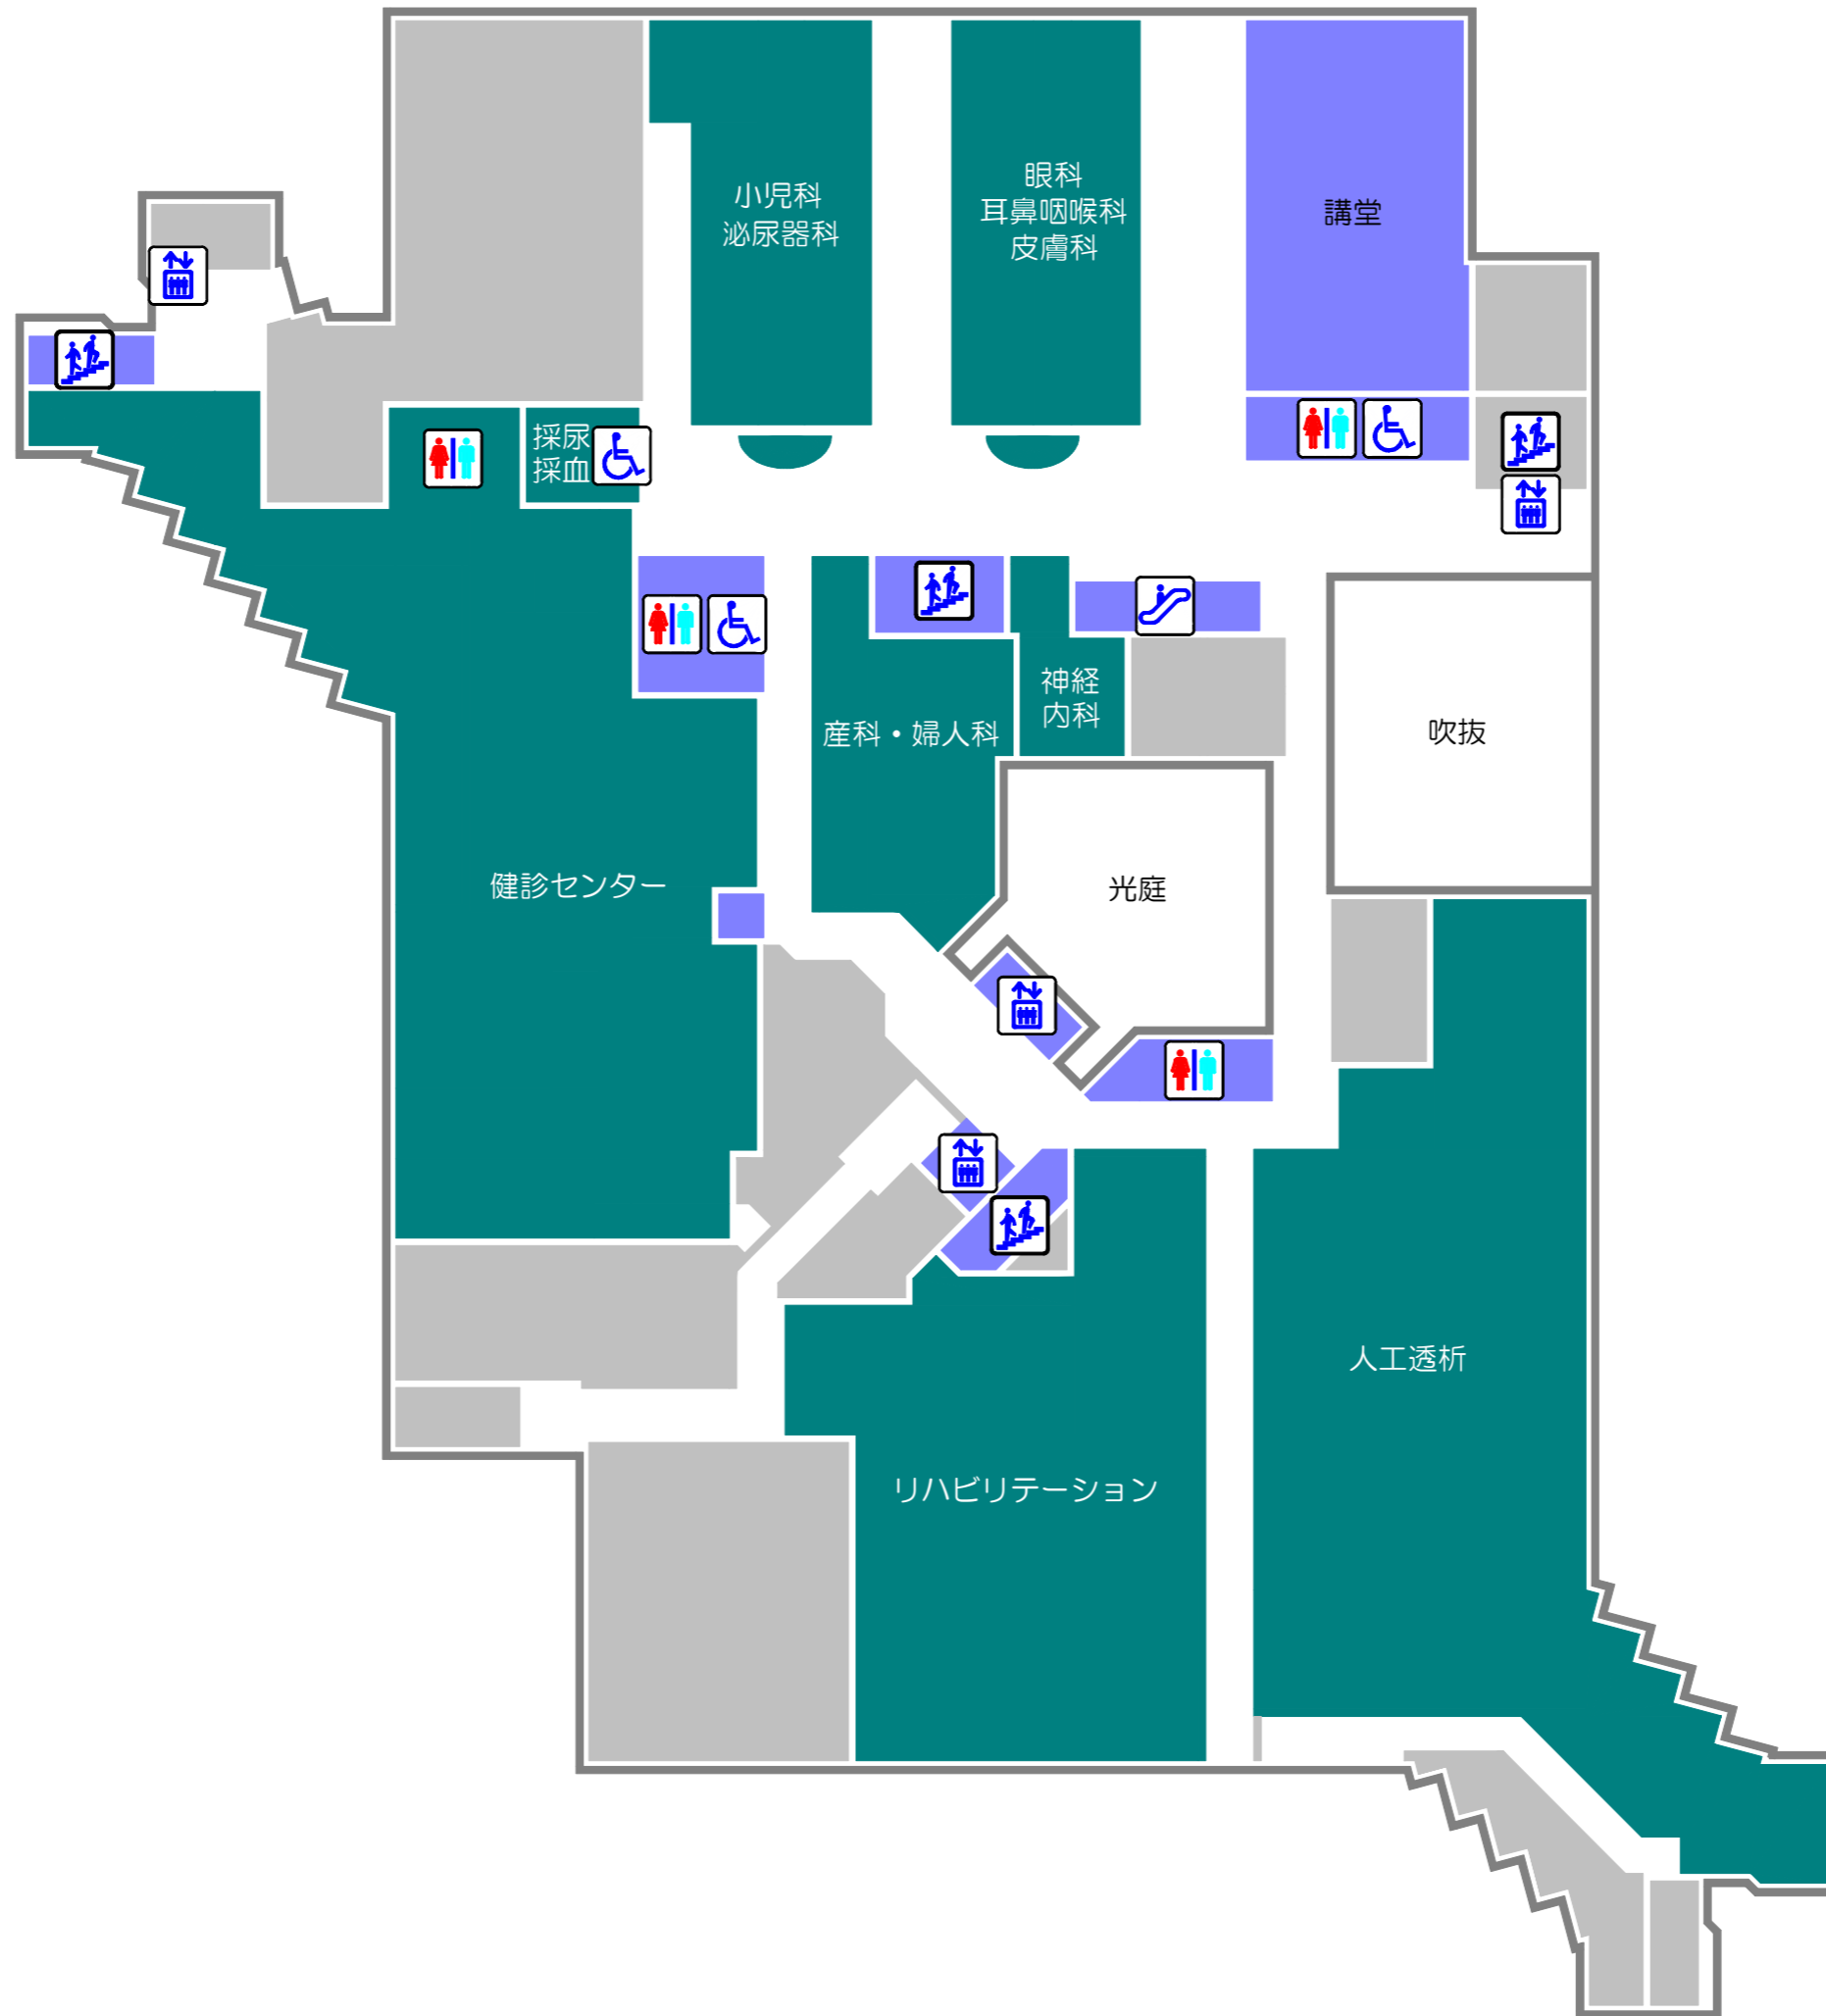 小児科
泌尿器科
眼科
耳鼻咽喉科
皮膚科
講堂
採尿
採血
神経
内科
産科・婦人科
吹抜
健診センター
光庭
人工透析
リハビリテーション